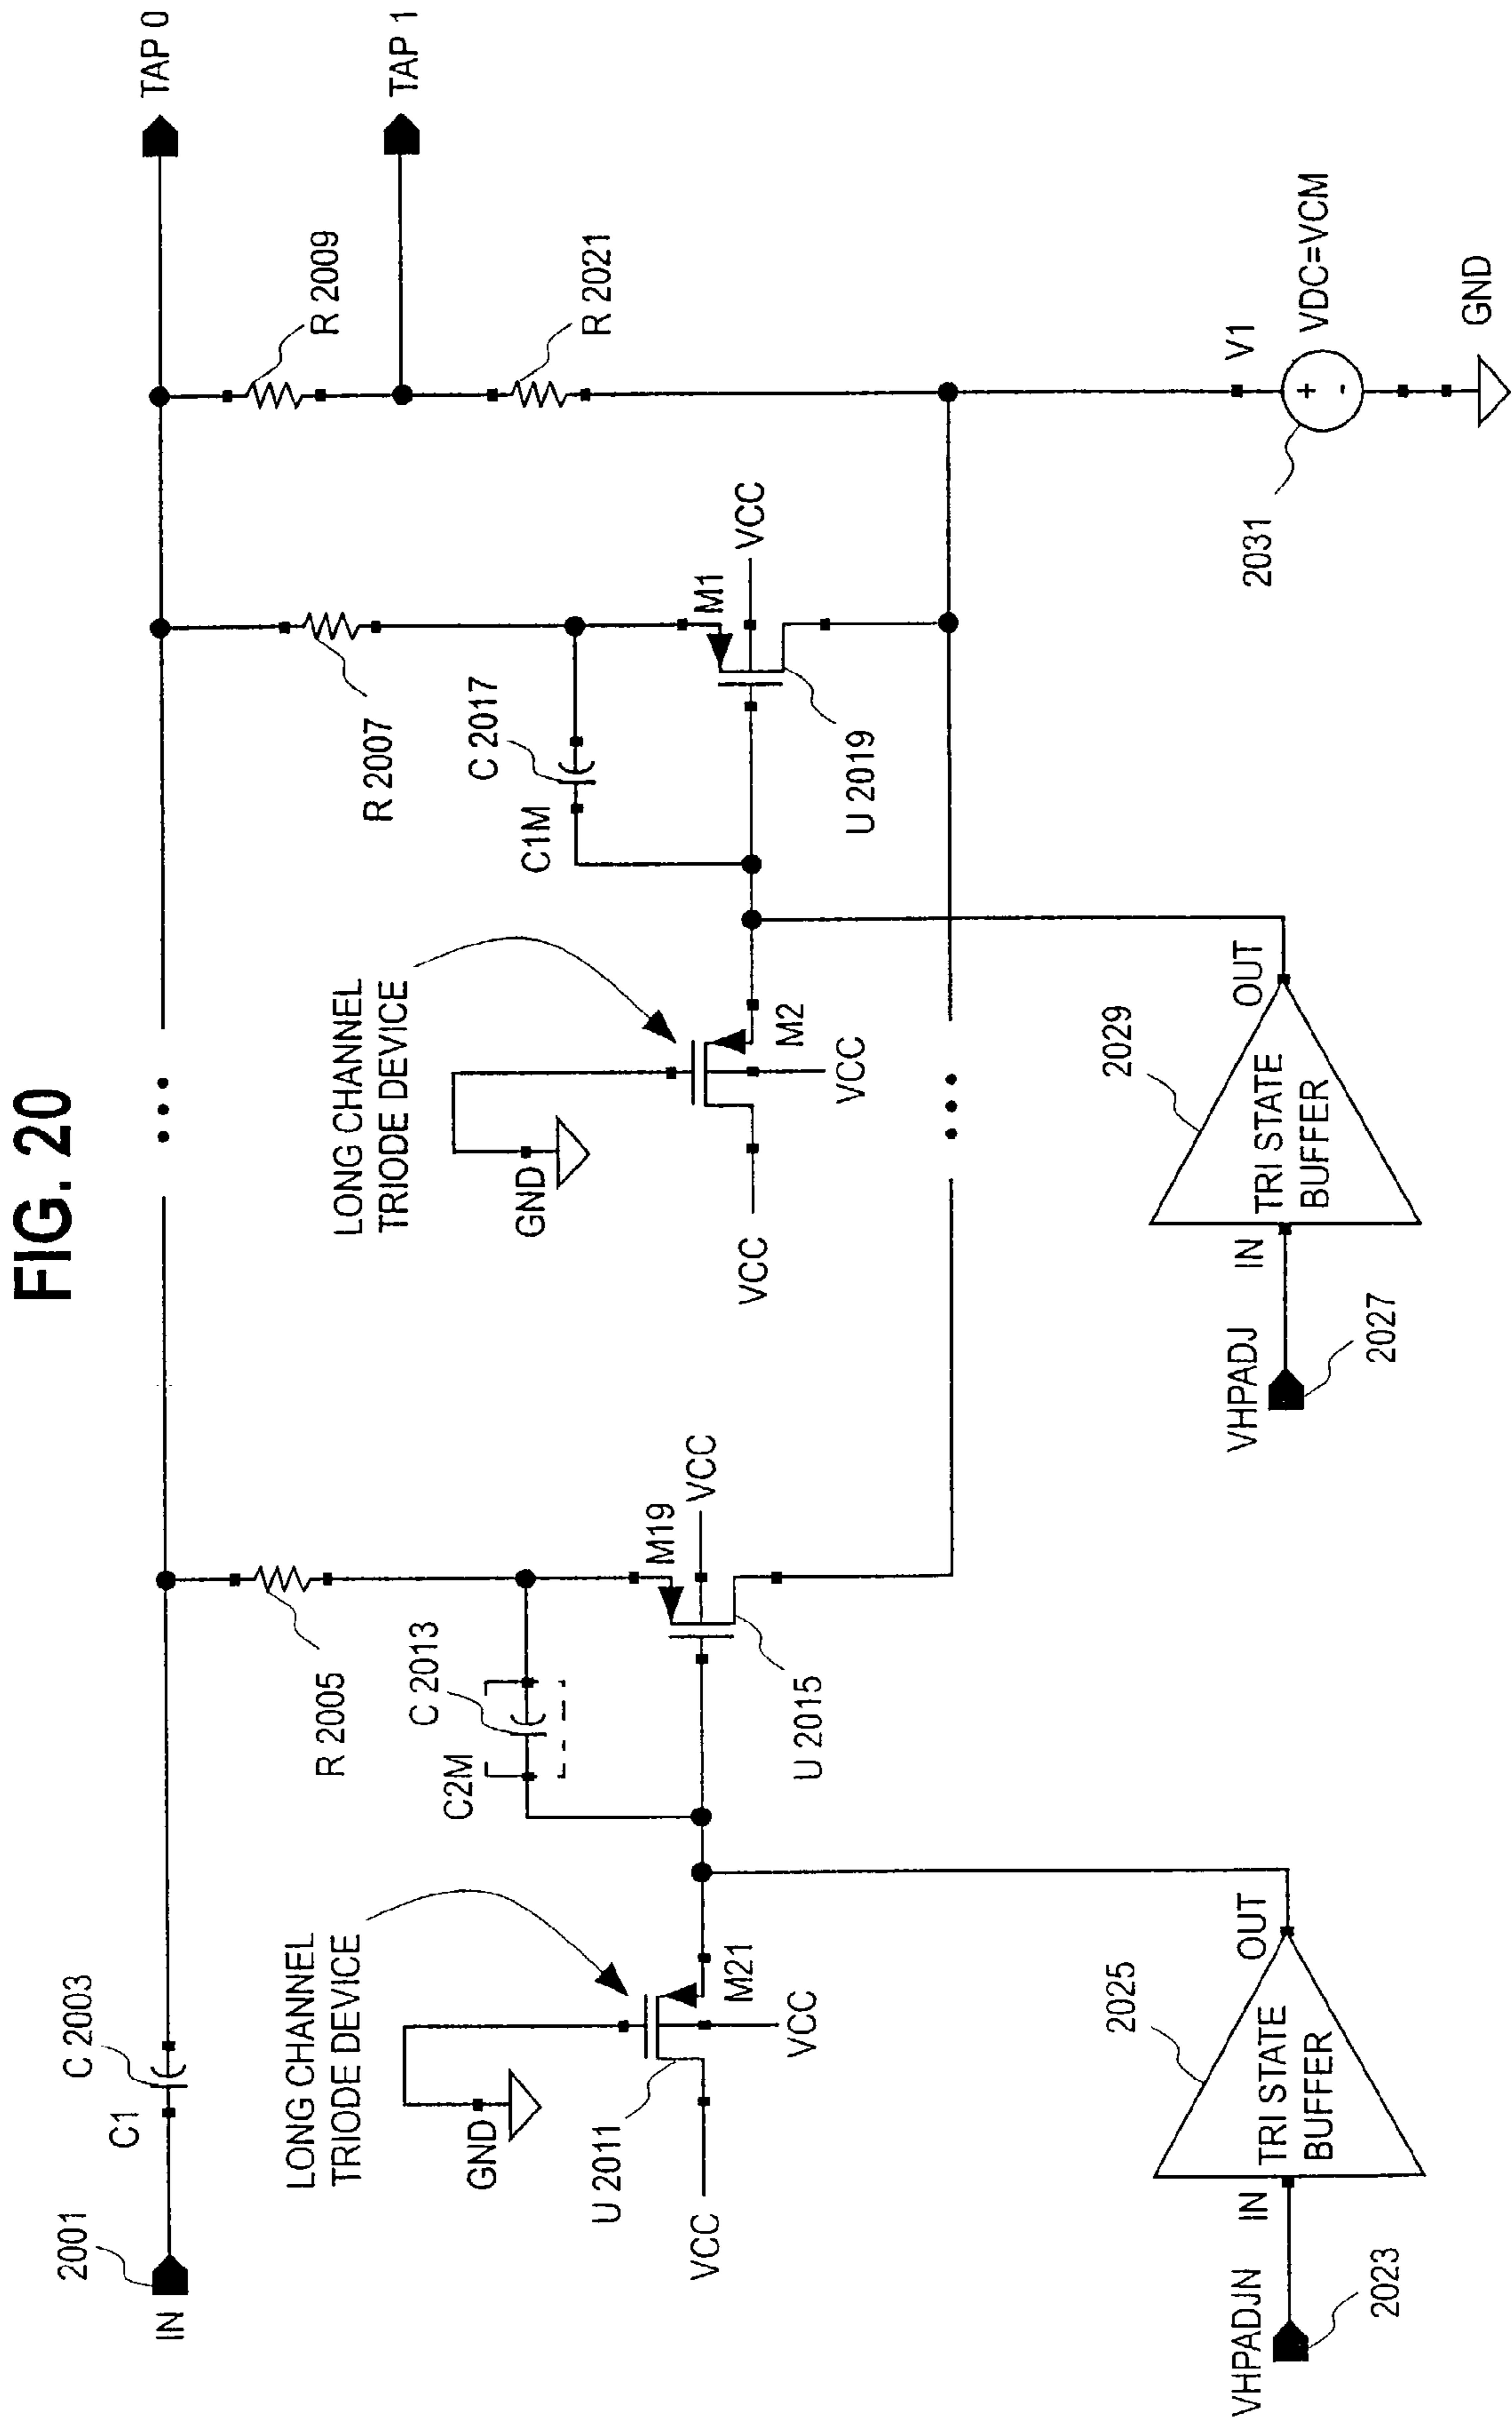 FIG. 20
2001
IN
C1
C 2003
R 2005
R 2007
R 2009
TAP 0
TAP 1
R 2021
LONG CHANNEL
TRIODE DEVICE
GND
U 2011
VCC
M21
VCC
C2M
C 2013
M19
VCC
U 2015
LONG CHANNEL
TRIODE DEVICE
GND
VCC
M2
VCC
C1M
C 2017
M1
VCC
U 2019
VHPADJN
2023
IN
TRI STATE
BUFFER
OUT
2025
VHPADJ
2027
IN
TRI STATE
BUFFER
OUT
2029
2031
V1
+
-
VDC=VCM
GND